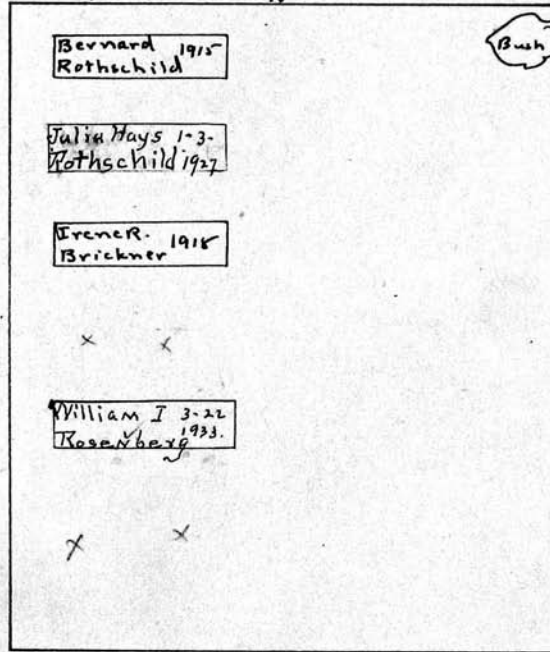 Bernard 1915
Rothschild
Bush
Julia Hays 1-3-
Rothschild 1927
Irene R. 1918
Brickner
x x
William I 3-22
Rosenberg 1933.
x x